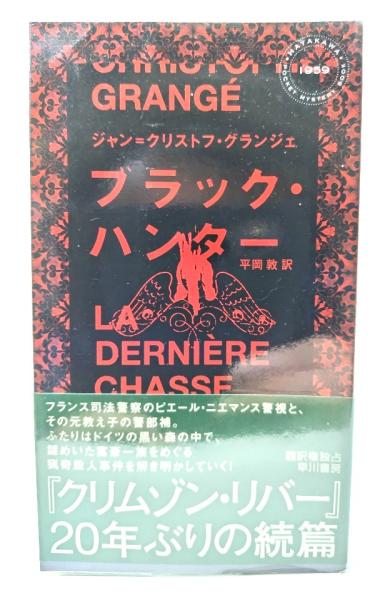 CHRISTOPHE
GRANGÉ
HAYAKAWA POCKET MYSTERY BOOK
1959
ジャン=クリストフ・グランジェ
ブラック・
ハンター
平岡 敦 訳
LA
DERNIÈRE
CHASSE
フランス司法警察のピエール・ニエマンス警視と、
その元教え子の警部補。
ふたりはドイツの黒い森の中で、
謎めいた富豪一族をめぐる
猟奇殺人事件を解き明かしていく!
翻訳権独占
早川書房
『クリムゾン・リバー』
20年ぶりの続篇